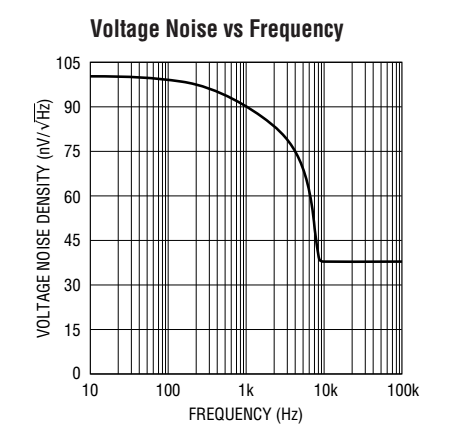 Voltage Noise vs Frequency
VOLTAGE NOISE DENSITY (nV/√Hz)
105
90
75
60
45
30
15
0
10 100 1k 10k 100k
FREQUENCY (Hz)